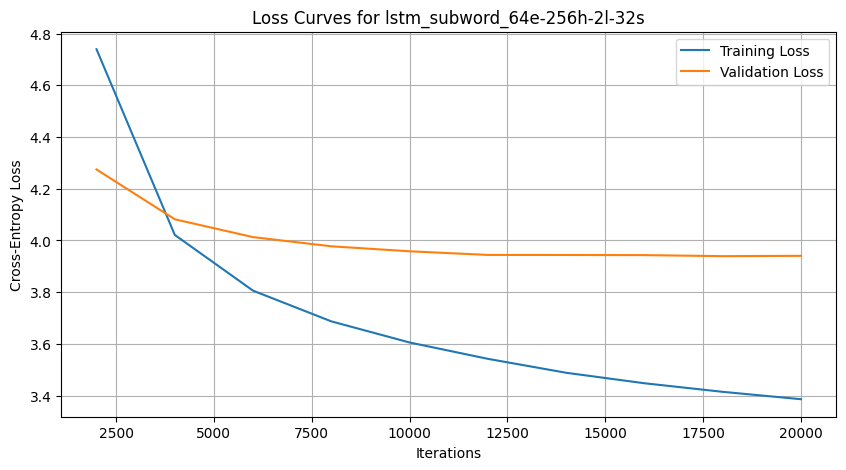 Loss Curves for lstm_subword_64e-256h-2l-32s
Training Loss
Validation Loss
Cross-Entropy Loss
4.8
4.6
4.4
4.2
4.0
3.8
3.6
3.4
2500 5000 7500 10000 12500 15000 17500 20000
Iterations